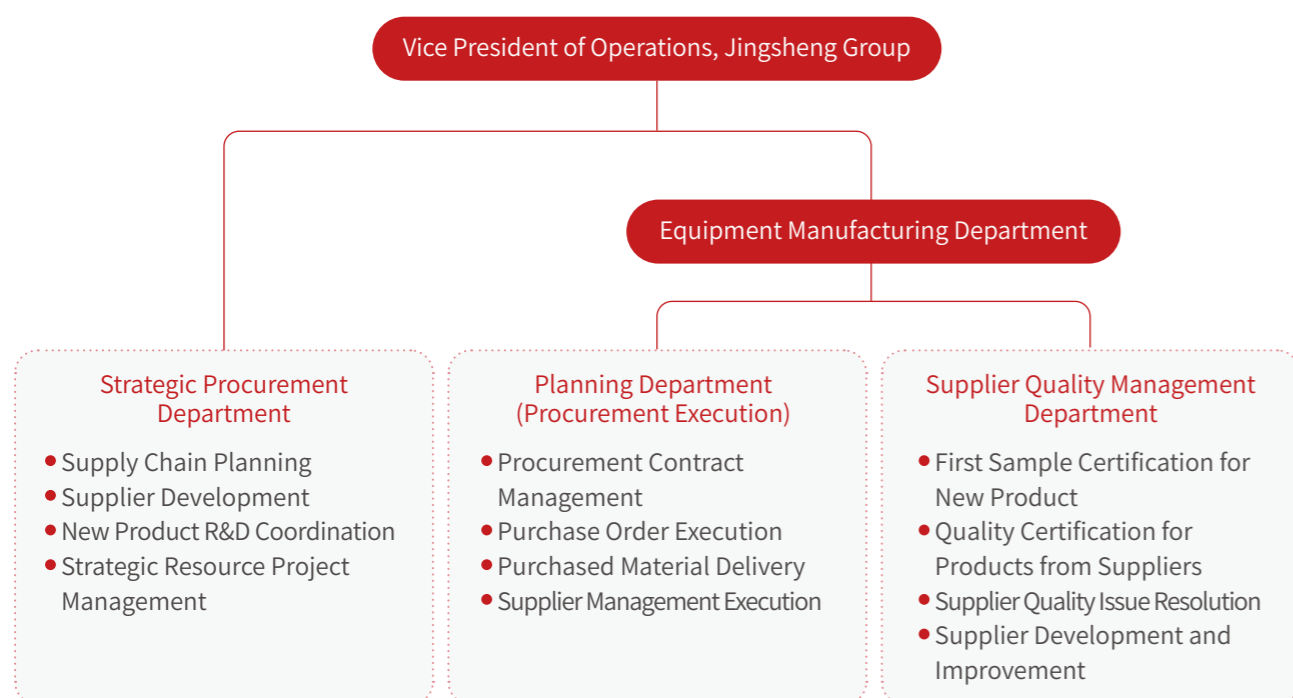 Vice President of Operations, Jingsheng Group
Equipment Manufacturing Department
Strategic Procurement
Department
• Supply Chain Planning
• Supplier Development
• New Product R&D Coordination
• Strategic Resource Project
Management
Planning Department
(Procurement Execution)
• Procurement Contract
Management
• Purchase Order Execution
• Purchased Material Delivery
• Supplier Management Execution
Supplier Quality Management
Department
• First Sample Certification for
New Product
• Quality Certification for
Products from Suppliers
• Supplier Quality Issue Resolution
• Supplier Development and
Improvement